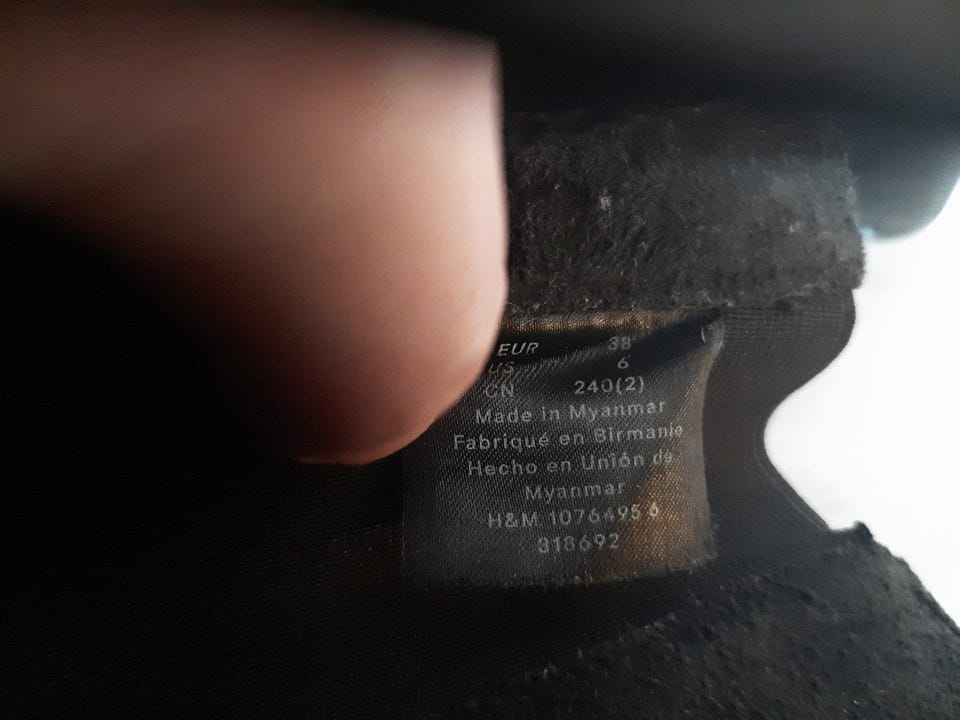 EUR 38
US 6
CN 240(2)
Made in Myanmar
Fabriqué en Birmanie
Hecho en Unión de
Myanmar
H&M 1076495 6
318692